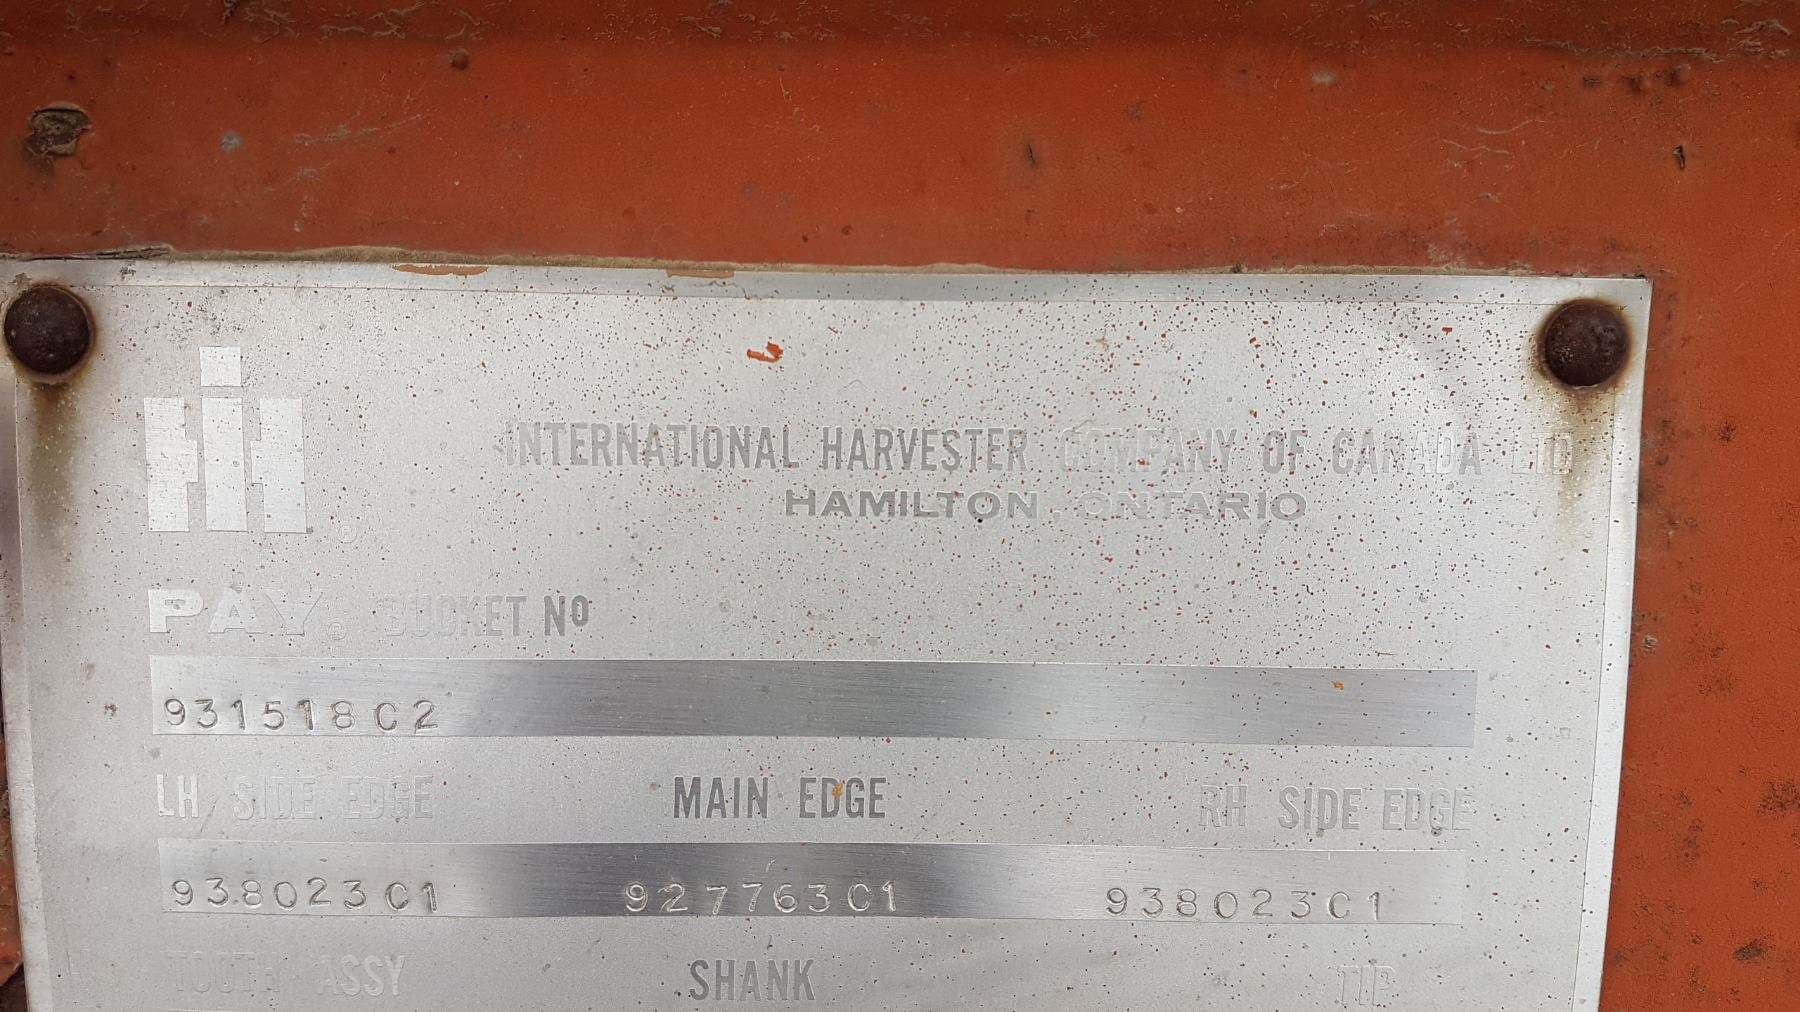 IH ®
INTERNATIONAL HARVESTER COMPANY OF CANADA LTD
HAMILTON, ONTARIO
PAY® BUCKET Nº
931518C2
LH SIDE EDGE MAIN EDGE RH SIDE EDGE
938023C1 927763C1 938023C1
TOOTH ASSY SHANK TIP